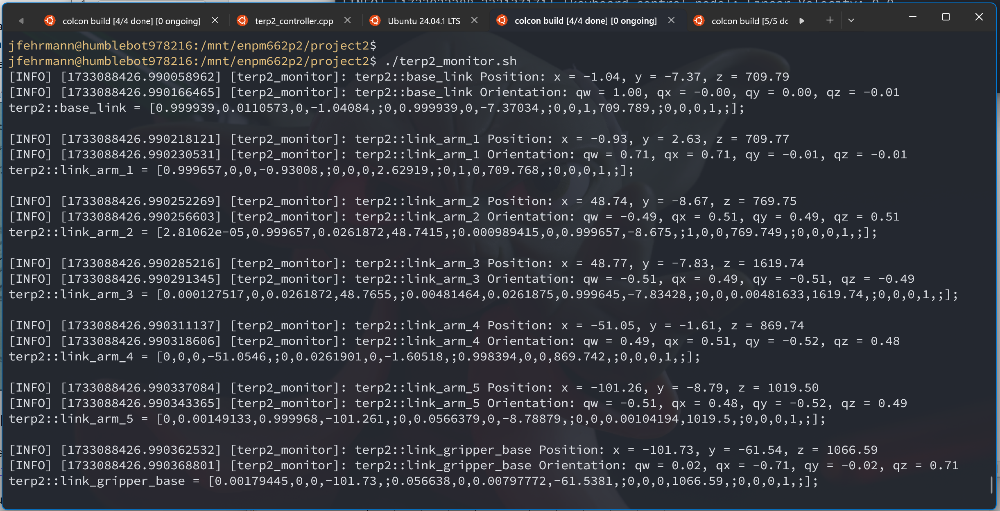 colcon build [4/4 done] [0 ongoing] terp2_controller.cpp Ubuntu 24.04.1 LTS colcon build [4/4 done] [0 ongoing] colcon build [5/5 dc
jfehrmann@humblebot978216:/mnt/enpm662p2/project2$
jfehrmann@humblebot978216:/mnt/enpm662p2/project2$ ./terp2_monitor.sh
[INFO] [1733088426.990058962] [terp2_monitor]: terp2::base_link Position: x = -1.04, y = -7.37, z = 709.79
[INFO] [1733088426.990166465] [terp2_monitor]: terp2::base_link Orientation: qw = 1.00, qx = -0.00, qy = 0.00, qz = -0.01
terp2::base_link = [0.999939,0.0110573,0,-1.04084,;0,0.999939,0,-7.37034,;0,0,1,709.789,;0,0,0,1,;];
[INFO] [1733088426.990218121] [terp2_monitor]: terp2::link_arm_1 Position: x = -0.93, y = 2.63, z = 709.77
[INFO] [1733088426.990230531] [terp2_monitor]: terp2::link_arm_1 Orientation: qw = 0.71, qx = 0.71, qy = -0.01, qz = -0.01
terp2::link_arm_1 = [0.999657,0,0,-0.93008,;0,0,0,2.62919,;0,1,0,709.768,;0,0,0,1,;];
[INFO] [1733088426.990252269] [terp2_monitor]: terp2::link_arm_2 Position: x = 48.74, y = -8.67, z = 769.75
[INFO] [1733088426.990256603] [terp2_monitor]: terp2::link_arm_2 Orientation: qw = -0.49, qx = 0.51, qy = 0.49, qz = 0.51
terp2::link_arm_2 = [2.81062e-05,0.999657,0.0261872,48.7415,;0.000989415,0,0.999657,-8.675,;1,0,0,769.749,;0,0,0,1,;];
[INFO] [1733088426.990285216] [terp2_monitor]: terp2::link_arm_3 Position: x = 48.77, y = -7.83, z = 1619.74
[INFO] [1733088426.990291345] [terp2_monitor]: terp2::link_arm_3 Orientation: qw = -0.51, qx = 0.49, qy = -0.51, qz = -0.49
terp2::link_arm_3 = [0.000127517,0,0.0261872,48.7655,;0.00481464,0.0261875,0.999645,-7.83428,;0,0,0.00481633,1619.74,;0,0,0,1,;];
[INFO] [1733088426.990311137] [terp2_monitor]: terp2::link_arm_4 Position: x = -51.05, y = -1.61, z = 869.74
[INFO] [1733088426.990318606] [terp2_monitor]: terp2::link_arm_4 Orientation: qw = 0.49, qx = 0.51, qy = -0.52, qz = 0.48
terp2::link_arm_4 = [0,0,0,-51.0546,;0,0.0261901,0,-1.60518,;0.998394,0,0,869.742,;0,0,0,1,;];
[INFO] [1733088426.990337084] [terp2_monitor]: terp2::link_arm_5 Position: x = -101.26, y = -8.79, z = 1019.50
[INFO] [1733088426.990343365] [terp2_monitor]: terp2::link_arm_5 Orientation: qw = -0.51, qx = 0.48, qy = -0.52, qz = 0.49
terp2::link_arm_5 = [0,0.00149133,0.999968,-101.261,;0,0.0566379,0,-8.78879,;0,0,0.00104194,1019.5,;0,0,0,1,;];
[INFO] [1733088426.990362532] [terp2_monitor]: terp2::link_gripper_base Position: x = -101.73, y = -61.54, z = 1066.59
[INFO] [1733088426.990368801] [terp2_monitor]: terp2::link_gripper_base Orientation: qw = 0.02, qx = -0.71, qy = -0.02, qz = 0.71
terp2::link_gripper_base = [0.00179445,0,0,-101.73,;0.056638,0,0.00797772,-61.5381,;0,0,0,1066.59,;0,0,0,1,;];